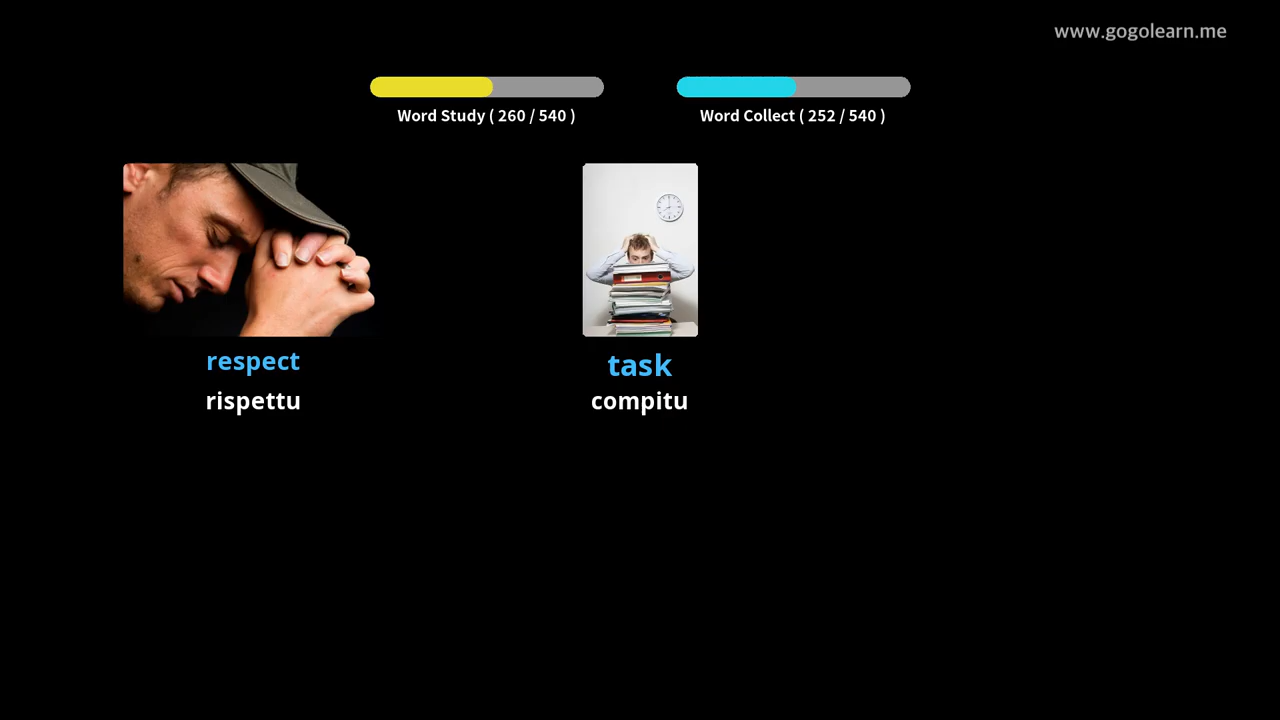 www.gogolearn.me
Word Study ( 260 / 540 )
Word Collect ( 252 / 540 )
respect
rispettu
task
compitu